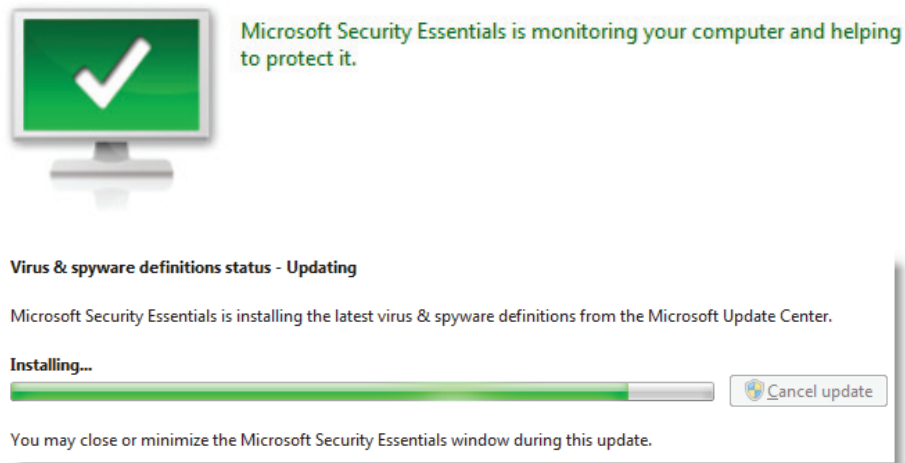 Microsoft Security Essentials is monitoring your computer and helping
to protect it.
Virus & spyware definitions status - Updating
Microsoft Security Essentials is installing the latest virus & spyware definitions from the Microsoft Update Center.
Installing...
Cancel update
You may close or minimize the Microsoft Security Essentials window during this update.